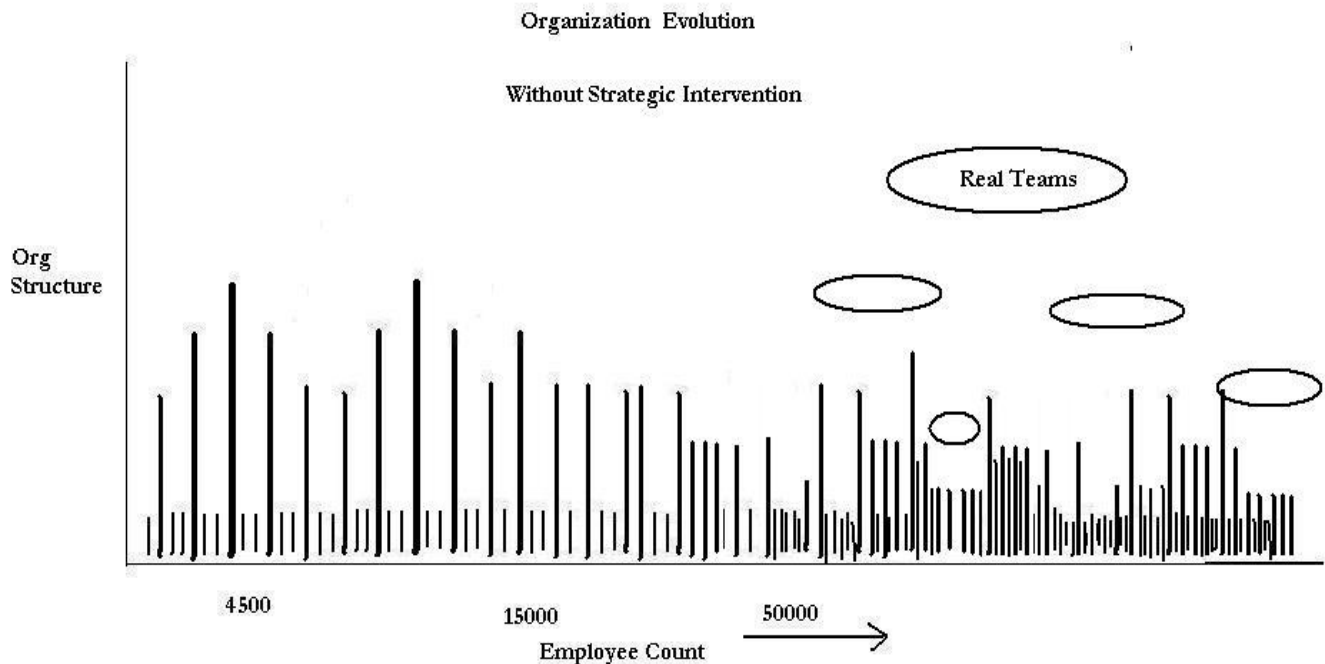 Organization Evolution
Without Strategic Intervention
Real Teams
Org
Structure
4500
15000
50000
Employee Count